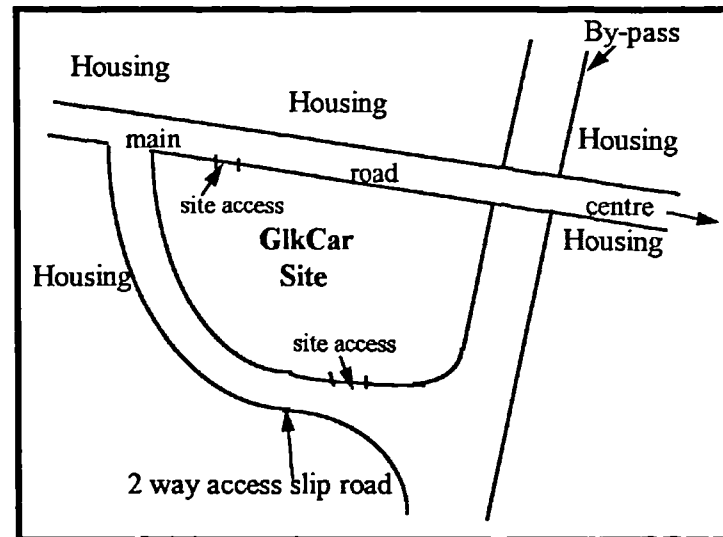 By-pass
Housing
Housing
Housing
main
road
site access
centre
GlkCar
Site
Housing
Housing
site access
2 way access slip road